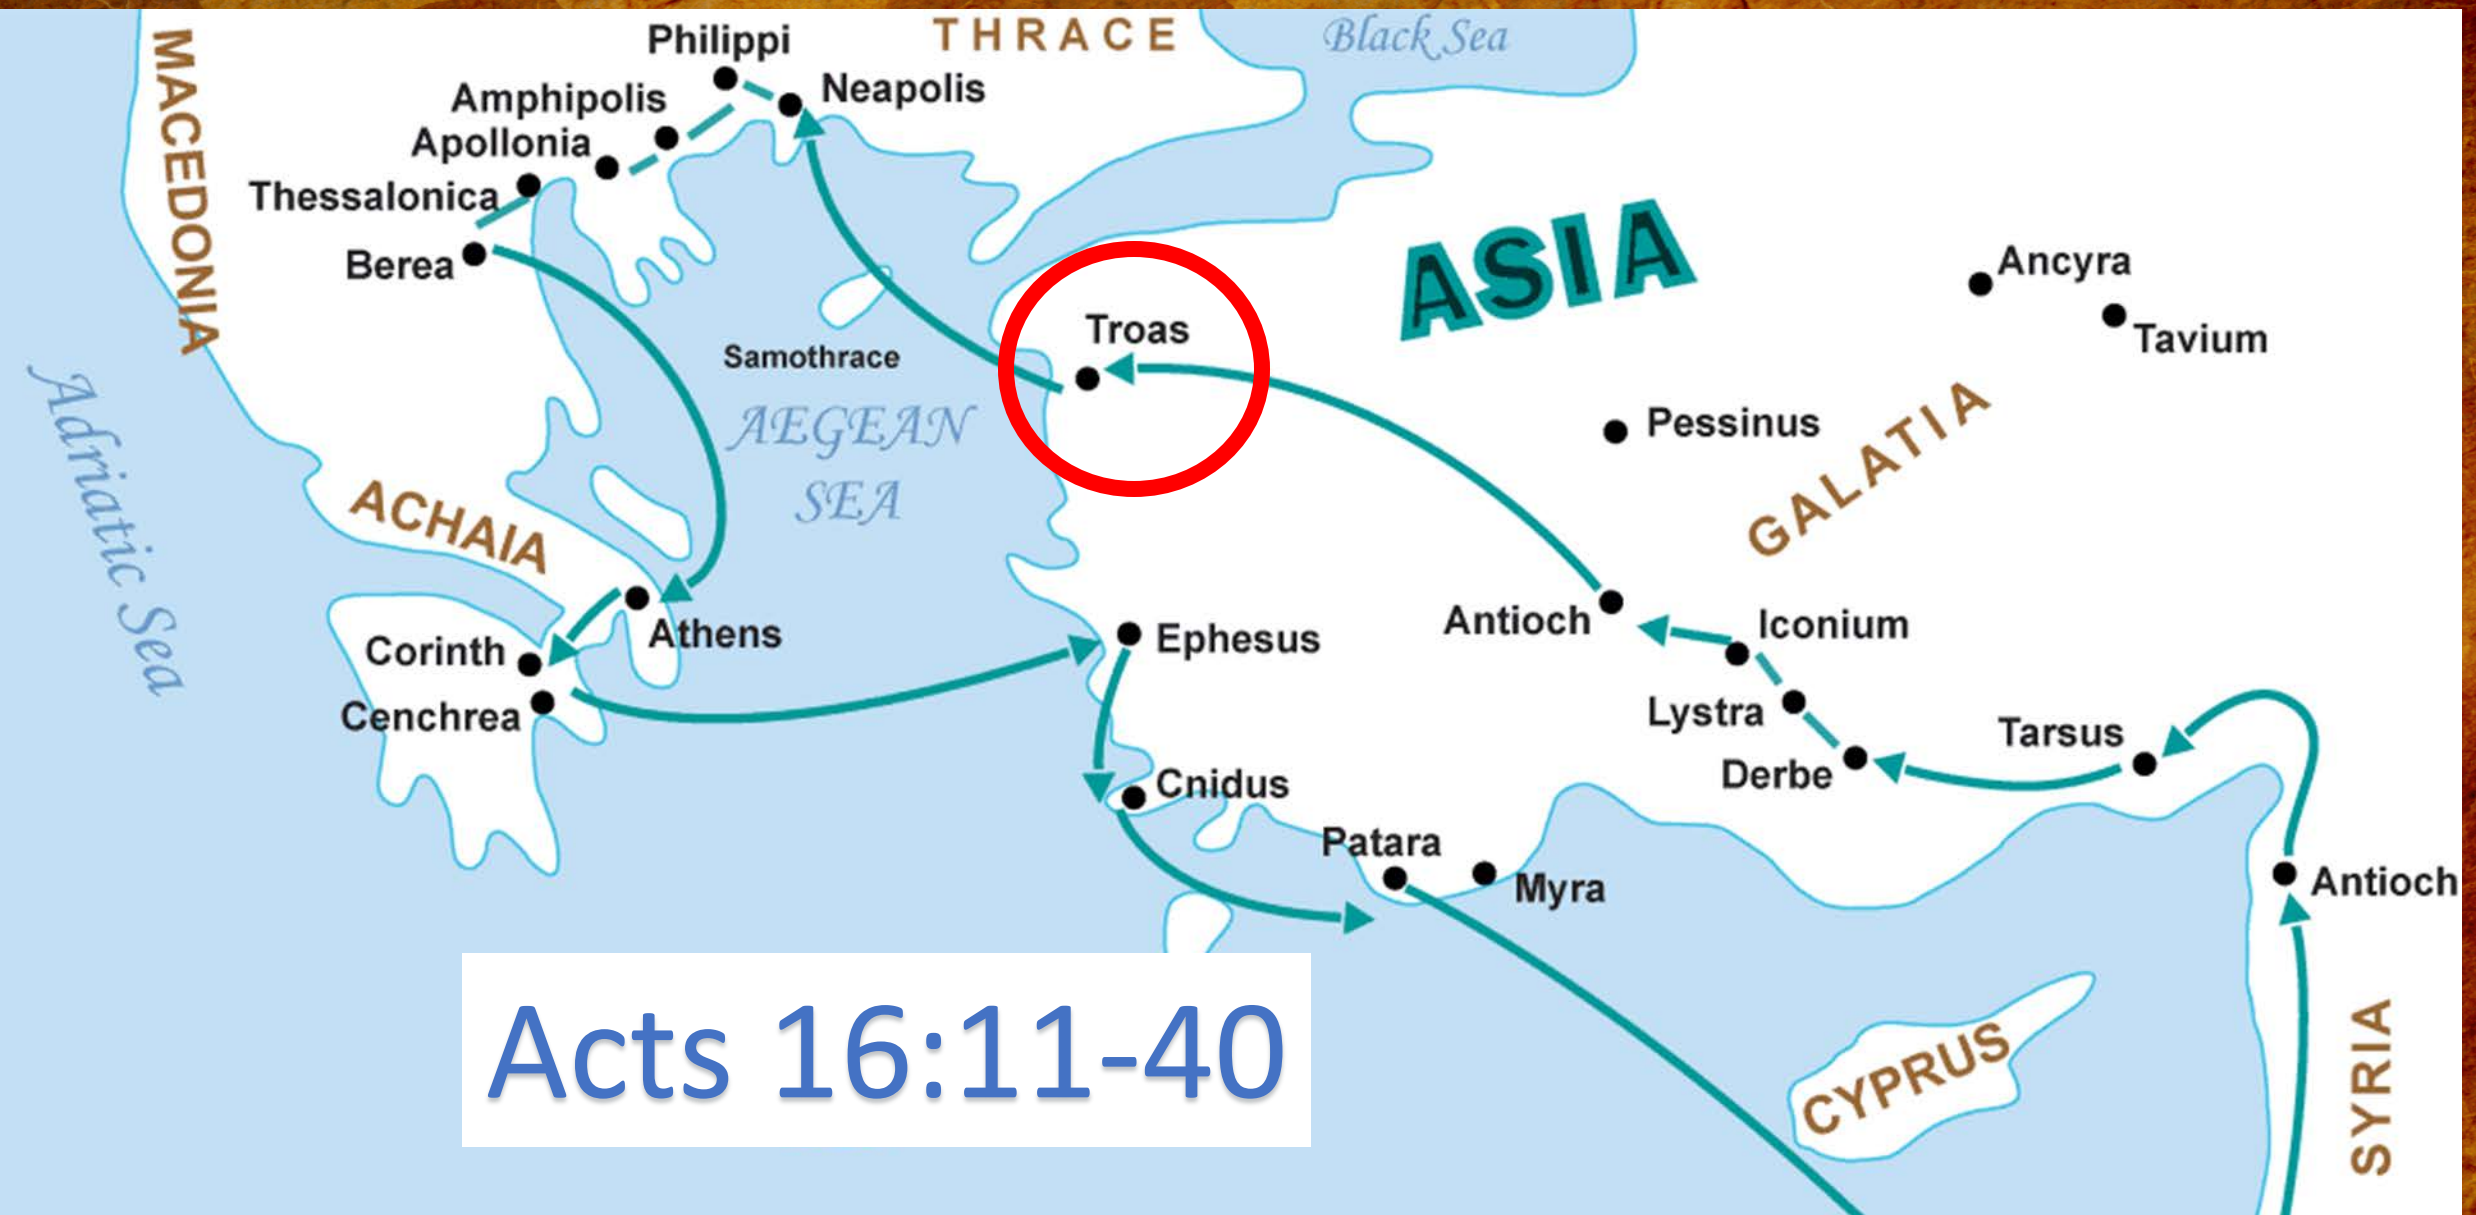 Philippi
THRACE
Black Sea
MACEDONIA
Amphipolis
Neapolis
Apollonia
Thessalonica
Berea
ASIA
Ancyra
Troas
Tavium
Samothrace
Adriatic Sea
AEGEAN
SEA
Pessinus
GALATIA
ACHAIA
Antioch
Iconium
Athens
Ephesus
Corinth
Cenchrea
Lystra
Tarsus
Derbe
Cnidus
Patara
Myra
Antioch
Acts 16:11-40
CYPRUS
SYRIA